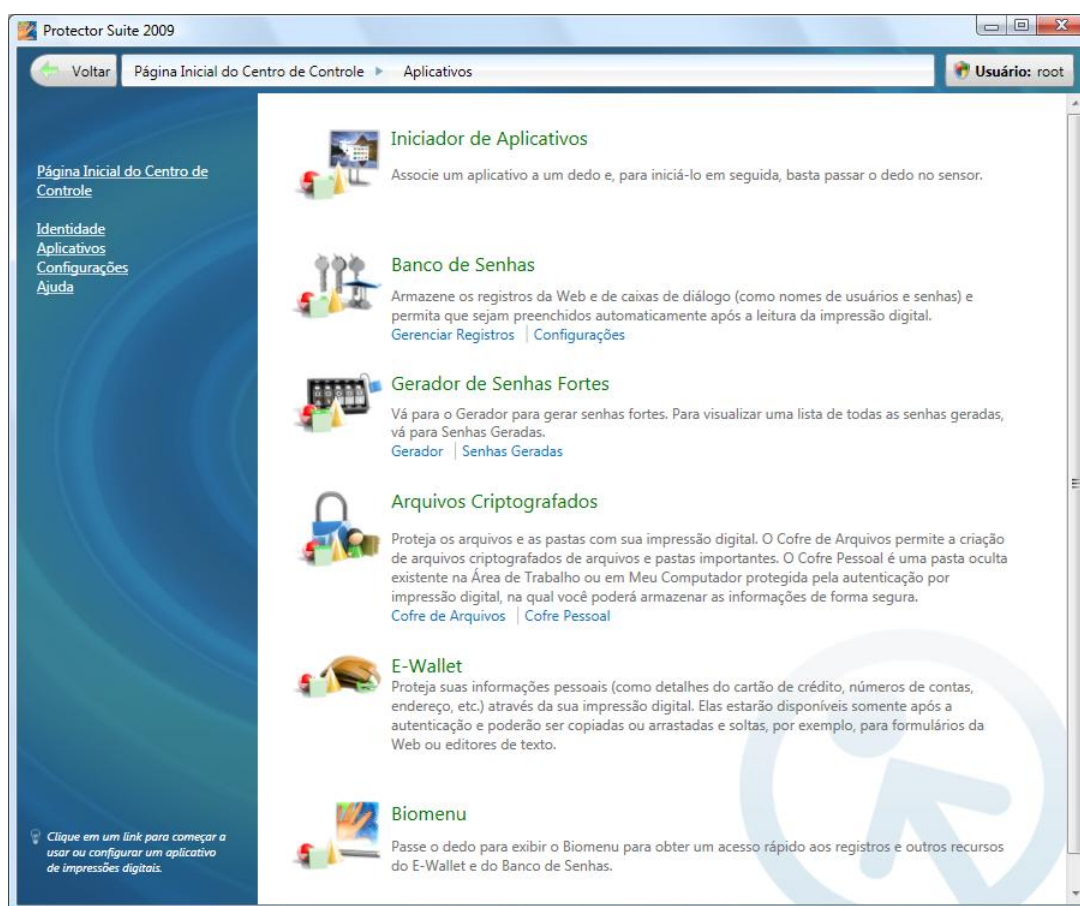 Protector Suite 2009
Voltar
Página Inicial do Centro de Controle
Aplicativos
Usuário: root
Página Inicial do Centro de
Controle
Identidade
Aplicativos
Configurações
Ajuda
Clique em um link para começar a
usar ou configurar um aplicativo
de impressões digitais.
Iniciador de Aplicativos
Associe um aplicativo a um dedo e, para iniciá-lo em seguida, basta passar o dedo no sensor.
Banco de Senhas
Armazene os registros da Web e de caixas de diálogo (como nomes de usuários e senhas) e
permita que sejam preenchidos automaticamente após a leitura da impressão digital.
Gerenciar Registros | Configurações
Gerador de Senhas Fortes
Vá para o Gerador para gerar senhas fortes. Para visualizar uma lista de todas as senhas geradas,
vá para Senhas Geradas.
Gerador | Senhas Geradas
Arquivos Criptografados
Proteja os arquivos e as pastas com sua impressão digital. O Cofre de Arquivos permite a criação
de arquivos criptografados de arquivos e pastas importantes. O Cofre Pessoal é uma pasta oculta
existente na Área de Trabalho ou em Meu Computador protegida pela autenticação por
impressão digital, na qual você poderá armazenar as informações de forma segura.
Cofre de Arquivos | Cofre Pessoal
E-Wallet
Proteja suas informações pessoais (como detalhes do cartão de crédito, números de contas,
endereço, etc.) através da sua impressão digital. Elas estarão disponíveis somente após a
autenticação e poderão ser copiadas ou arrastadas e soltas, por exemplo, para formulários da
Web ou editores de texto.
Biomenu
Passe o dedo para exibir o Biomenu para obter um acesso rápido aos registros e outros recursos
do E-Wallet e do Banco de Senhas.